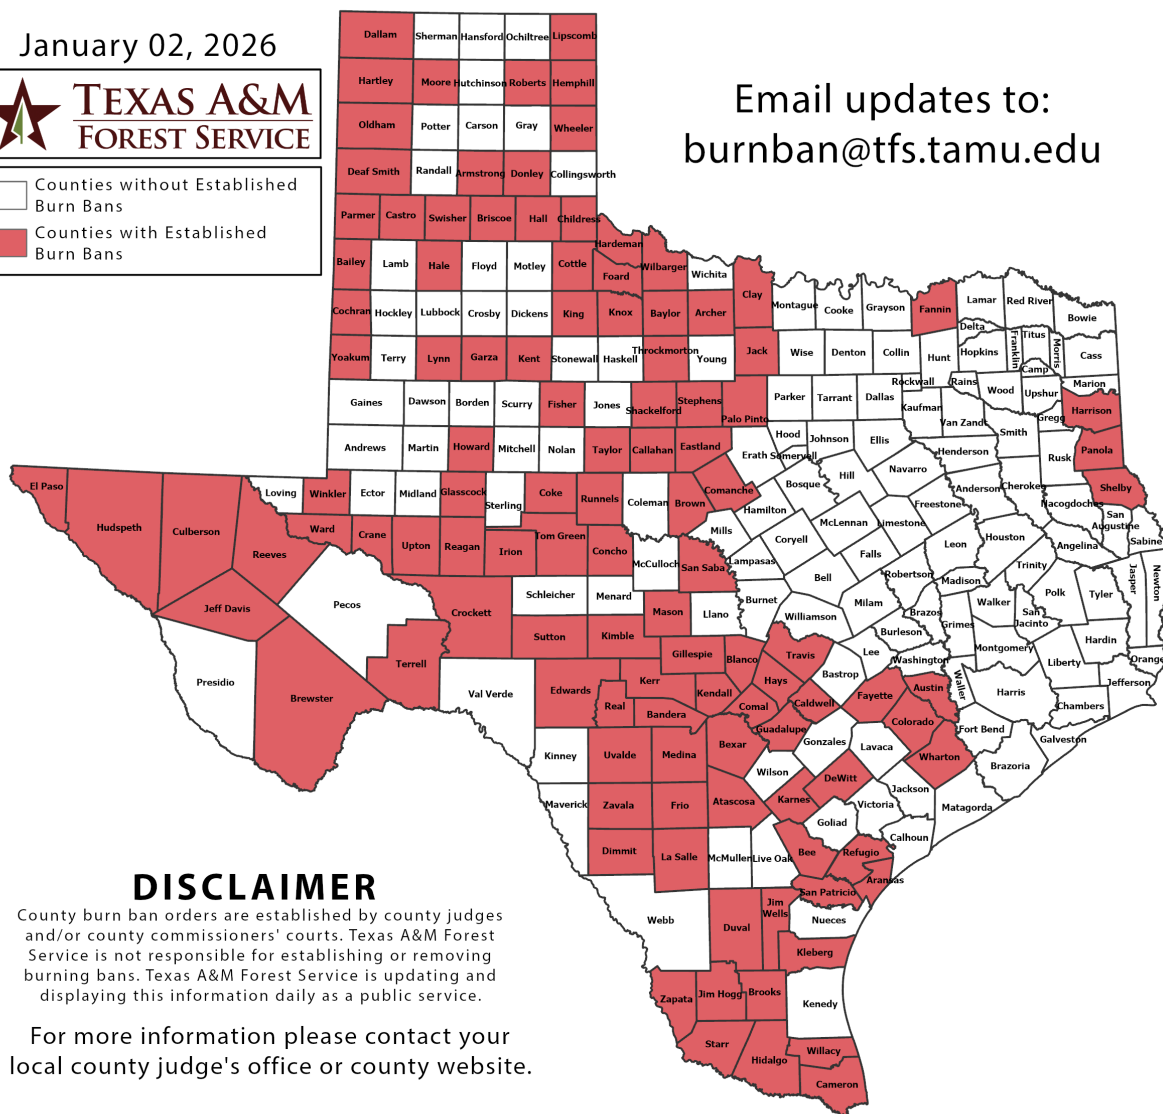 January 02, 2026
TEXAS A&M
FOREST SERVICE
Counties without Established
Burn Bans
Counties with Established
Burn Bans
Email updates to:
burnban@tfs.tamu.edu
Dallam Sherman Hansford Ochiltree Lipscomb
Hartley Moore Hutchinson Roberts Hemphill
Oldham Potter Carson Gray Wheeler
Deaf Smith Randall Armstrong Donley Collingsworth
Parmer Castro Swisher Briscoe Hall Childress
Hardeman
Bailey Lamb Hale Floyd Motley Cottle Foard Wilbarger Wichita
Clay
Cochran Hockley Lubbock Crosby Dickens King Knox Baylor Archer Montague Cooke Grayson Fannin Lamar Red River Bowie
Delta Franklin Titus Morris
Yoakum Terry Lynn Garza Kent Stonewall Haskell Throckmorton Young Jack Wise Denton Collin Hunt Hopkins Cass
Camp
Rockwall Rains Wood Upshur Marion
Gaines Dawson Borden Scurry Fisher Jones Shackelford Stephens Palo Pinto Parker Tarrant Dallas Kaufman Van Zandt Gregg Harrison
Andrews Martin Howard Mitchell Nolan Taylor Callahan Eastland Erath Hood Somervell Johnson Ellis Henderson Smith Rusk Panola
El Paso Hudspeth Culberson Reeves Loving Winkler Ector Midland Glasscock Sterling Coke Runnels Coleman Brown Comanche Hamilton Bosque Hill Navarro Freestone Anderson Cherokee Nacogdoches Shelby
San
Augustine
Sabine
Ward Crane Upton Reagan Irion Tom Green Concho McCulloch San Saba Mills Lampasas Coryell McLennan Limestone Falls Bell Leon Houston Angelina
Robertson Madison Trinity Polk Tyler Jasper Newton
Jeff Davis Pecos Crockett Schleicher Menard Mason Llano Burnet Williamson Milam Brazos Grimes Walker
San
Jacinto
Burleson Montgomery Hardin
Sutton Kimble Gillespie Blanco Travis Lee Washington Liberty Orange
Presidio Brewster Terrell Val Verde Edwards Real Kerr Bandera Kendall Comal Hays Caldwell Bastrop Fayette Austin Waller Harris Chambers Jefferson
Guadalupe Colorado Fort Bend Galveston
Kinney Uvalde Medina Bexar Wilson Gonzales Lavaca Wharton Brazoria
Maverick Zavala Frio Atascosa Karnes DeWitt Victoria Jackson Matagorda
Goliad Calhoun
Dimmit La Salle McMullen Live Oak Bee Refugio
Aransas
San Patricio
Webb Duval
Jim
Wells
Nueces
Kleberg
Zapata Jim Hogg Brooks Kenedy
Starr Hidalgo Willacy
Cameron
DISCLAIMER
County burn ban orders are established by county judges
and/or county commissioners' courts. Texas A&M Forest
Service is not responsible for establishing or removing
burning bans. Texas A&M Forest Service is updating and
displaying this information daily as a public service.
For more information please contact your
local county judge's office or county website.